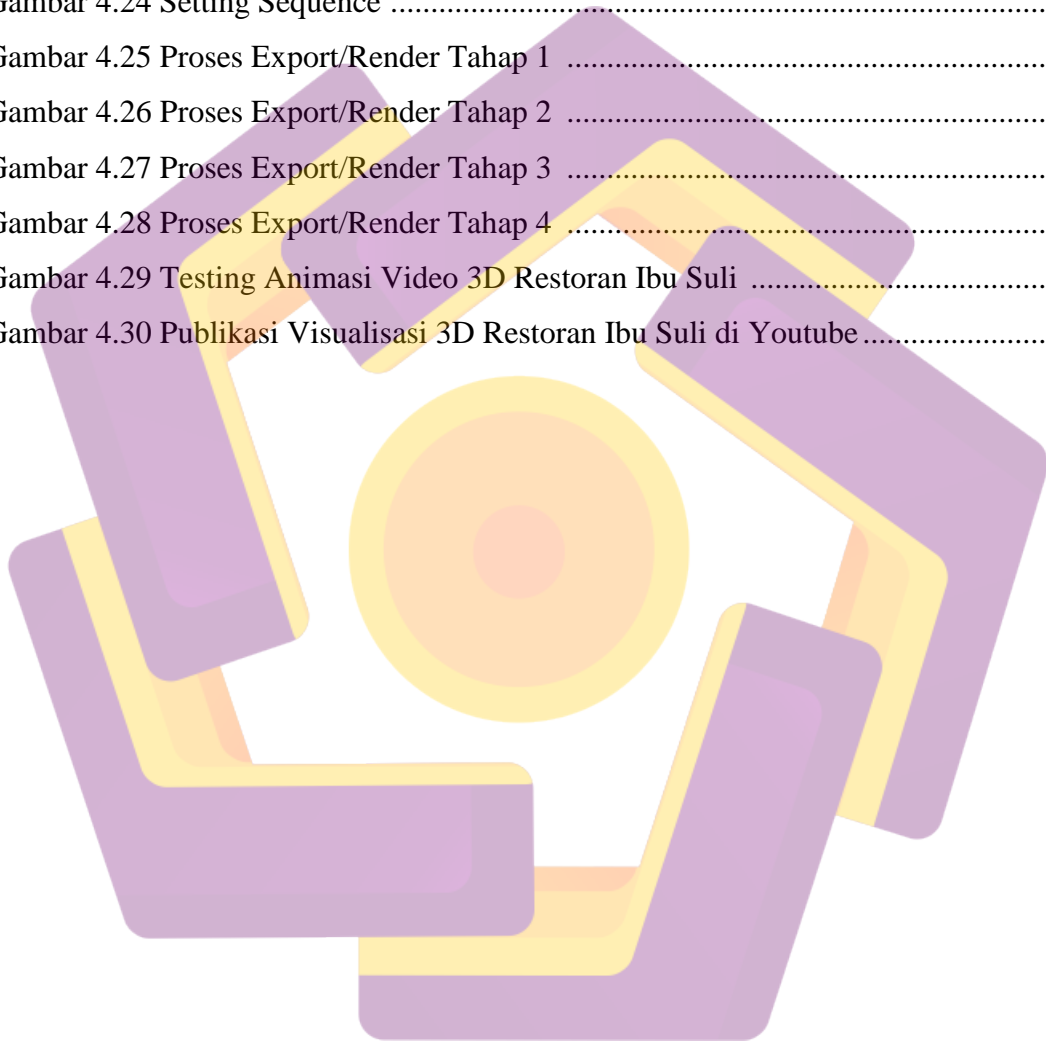 Gambar 4.24 Setting Sequence ........................................................................
Gambar 4.25 Proses Export/Render Tahap 1 ....................................................
Gambar 4.26 Proses Export/Render Tahap 2 ....................................................
Gambar 4.27 Proses Export/Render Tahap 3 ....................................................
Gambar 4.28 Proses Export/Render Tahap 4 ....................................................
Gambar 4.29 Testing Animasi Video 3D Restoran Ibu Suli ................................
Gambar 4.30 Publikasi Visualisasi 3D Restoran Ibu Suli di Youtube ....................